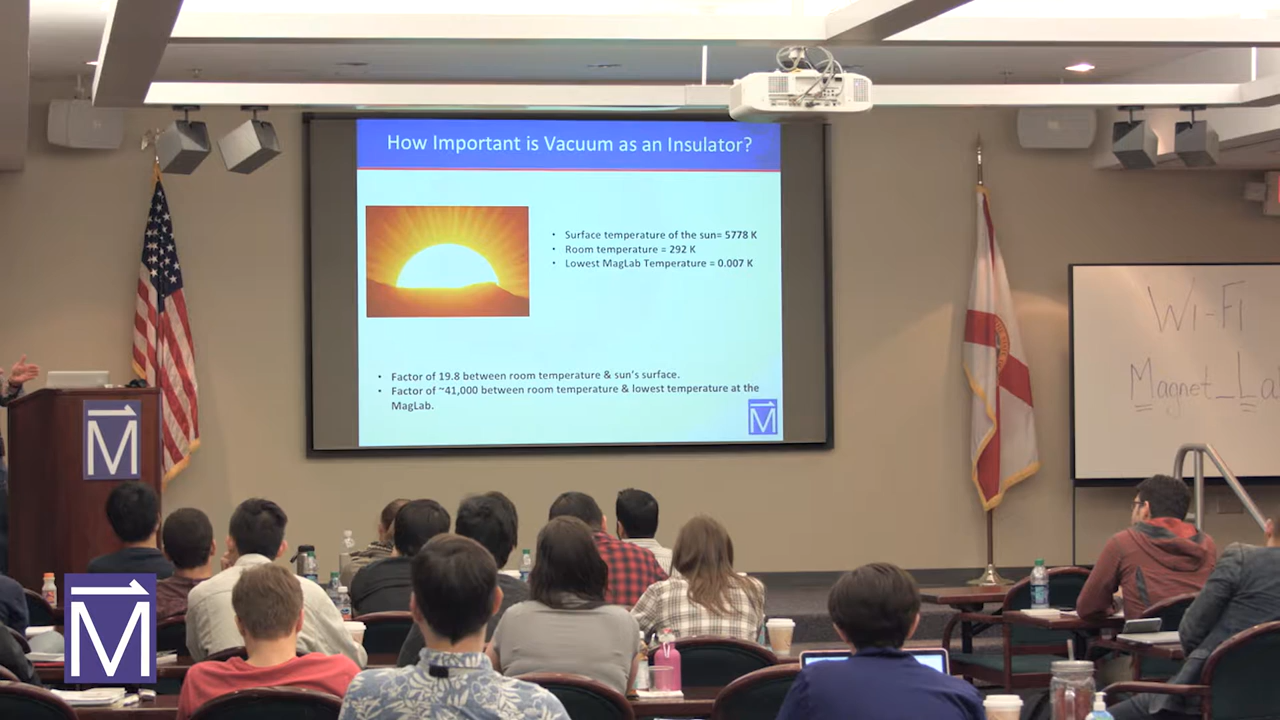 How Important is Vacuum as an Insulator?
• Surface temperature of the sun= 5778 K
• Room temperature = 292 K
• Lowest MagLab Temperature = 0.007 K
• Factor of 19.8 between room temperature & sun's surface.
• Factor of ~41,000 between room temperature & lowest temperature at the
MagLab.
M
Wi-Fi
Magnet_La
M
M